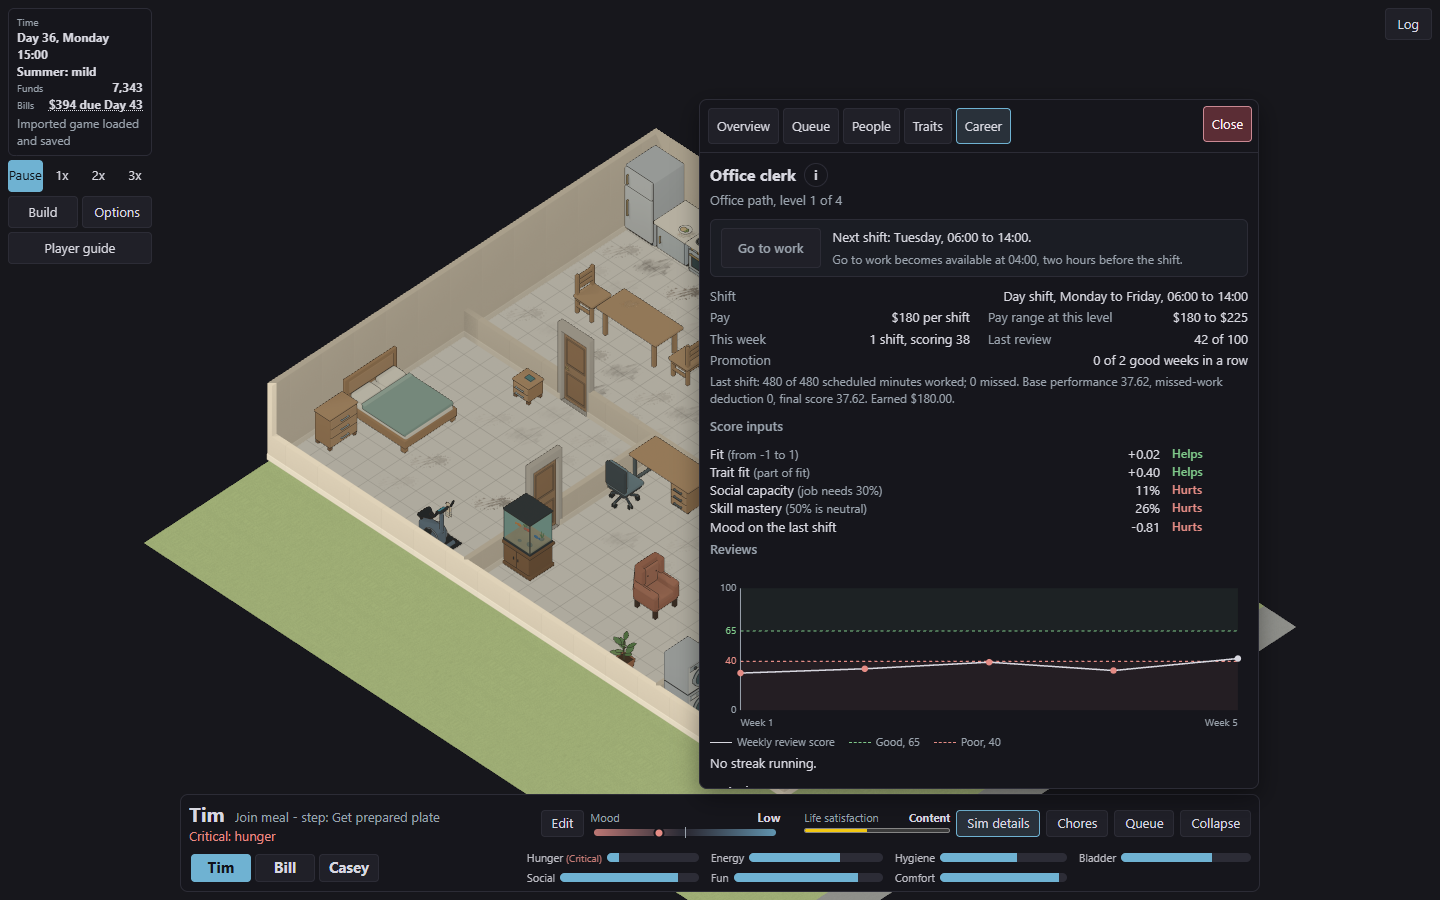 Time
Day 36, Monday
15:00
Summer: mild
Funds 7,343
Bills $394 due Day 43
Imported game loaded
and saved
Pause 1x 2x 3x
Build Options
Player guide
Log
Overview Queue People Traits Career Close
Office clerk i
Office path, level 1 of 4
Go to work
Next shift: Tuesday, 06:00 to 14:00.
Go to work becomes available at 04:00, two hours before the shift.
Shift Day shift, Monday to Friday, 06:00 to 14:00
Pay $180 per shift Pay range at this level $180 to $225
This week 1 shift, scoring 38 Last review 42 of 100
Promotion 0 of 2 good weeks in a row
Last shift: 480 of 480 scheduled minutes worked; 0 missed. Base performance 37.62, missed-work
deduction 0, final score 37.62. Earned $180.00.
Score inputs
Fit (from -1 to 1) +0.02 Helps
Trait fit (part of fit) +0.40 Helps
Social capacity (job needs 30%) 11% Hurts
Skill mastery (50% is neutral) 26% Hurts
Mood on the last shift -0.81 Hurts
Reviews
100
65
40
0
Week 1 Week 5
Weekly review score Good, 65 Poor, 40
No streak running.
Tim Join meal - step: Get prepared plate
Critical: hunger
Tim Bill Casey
Edit Mood Low Life satisfaction Content Sim details Chores Queue Collapse
Hunger (Critical) Energy Hygiene Bladder
Social Fun Comfort